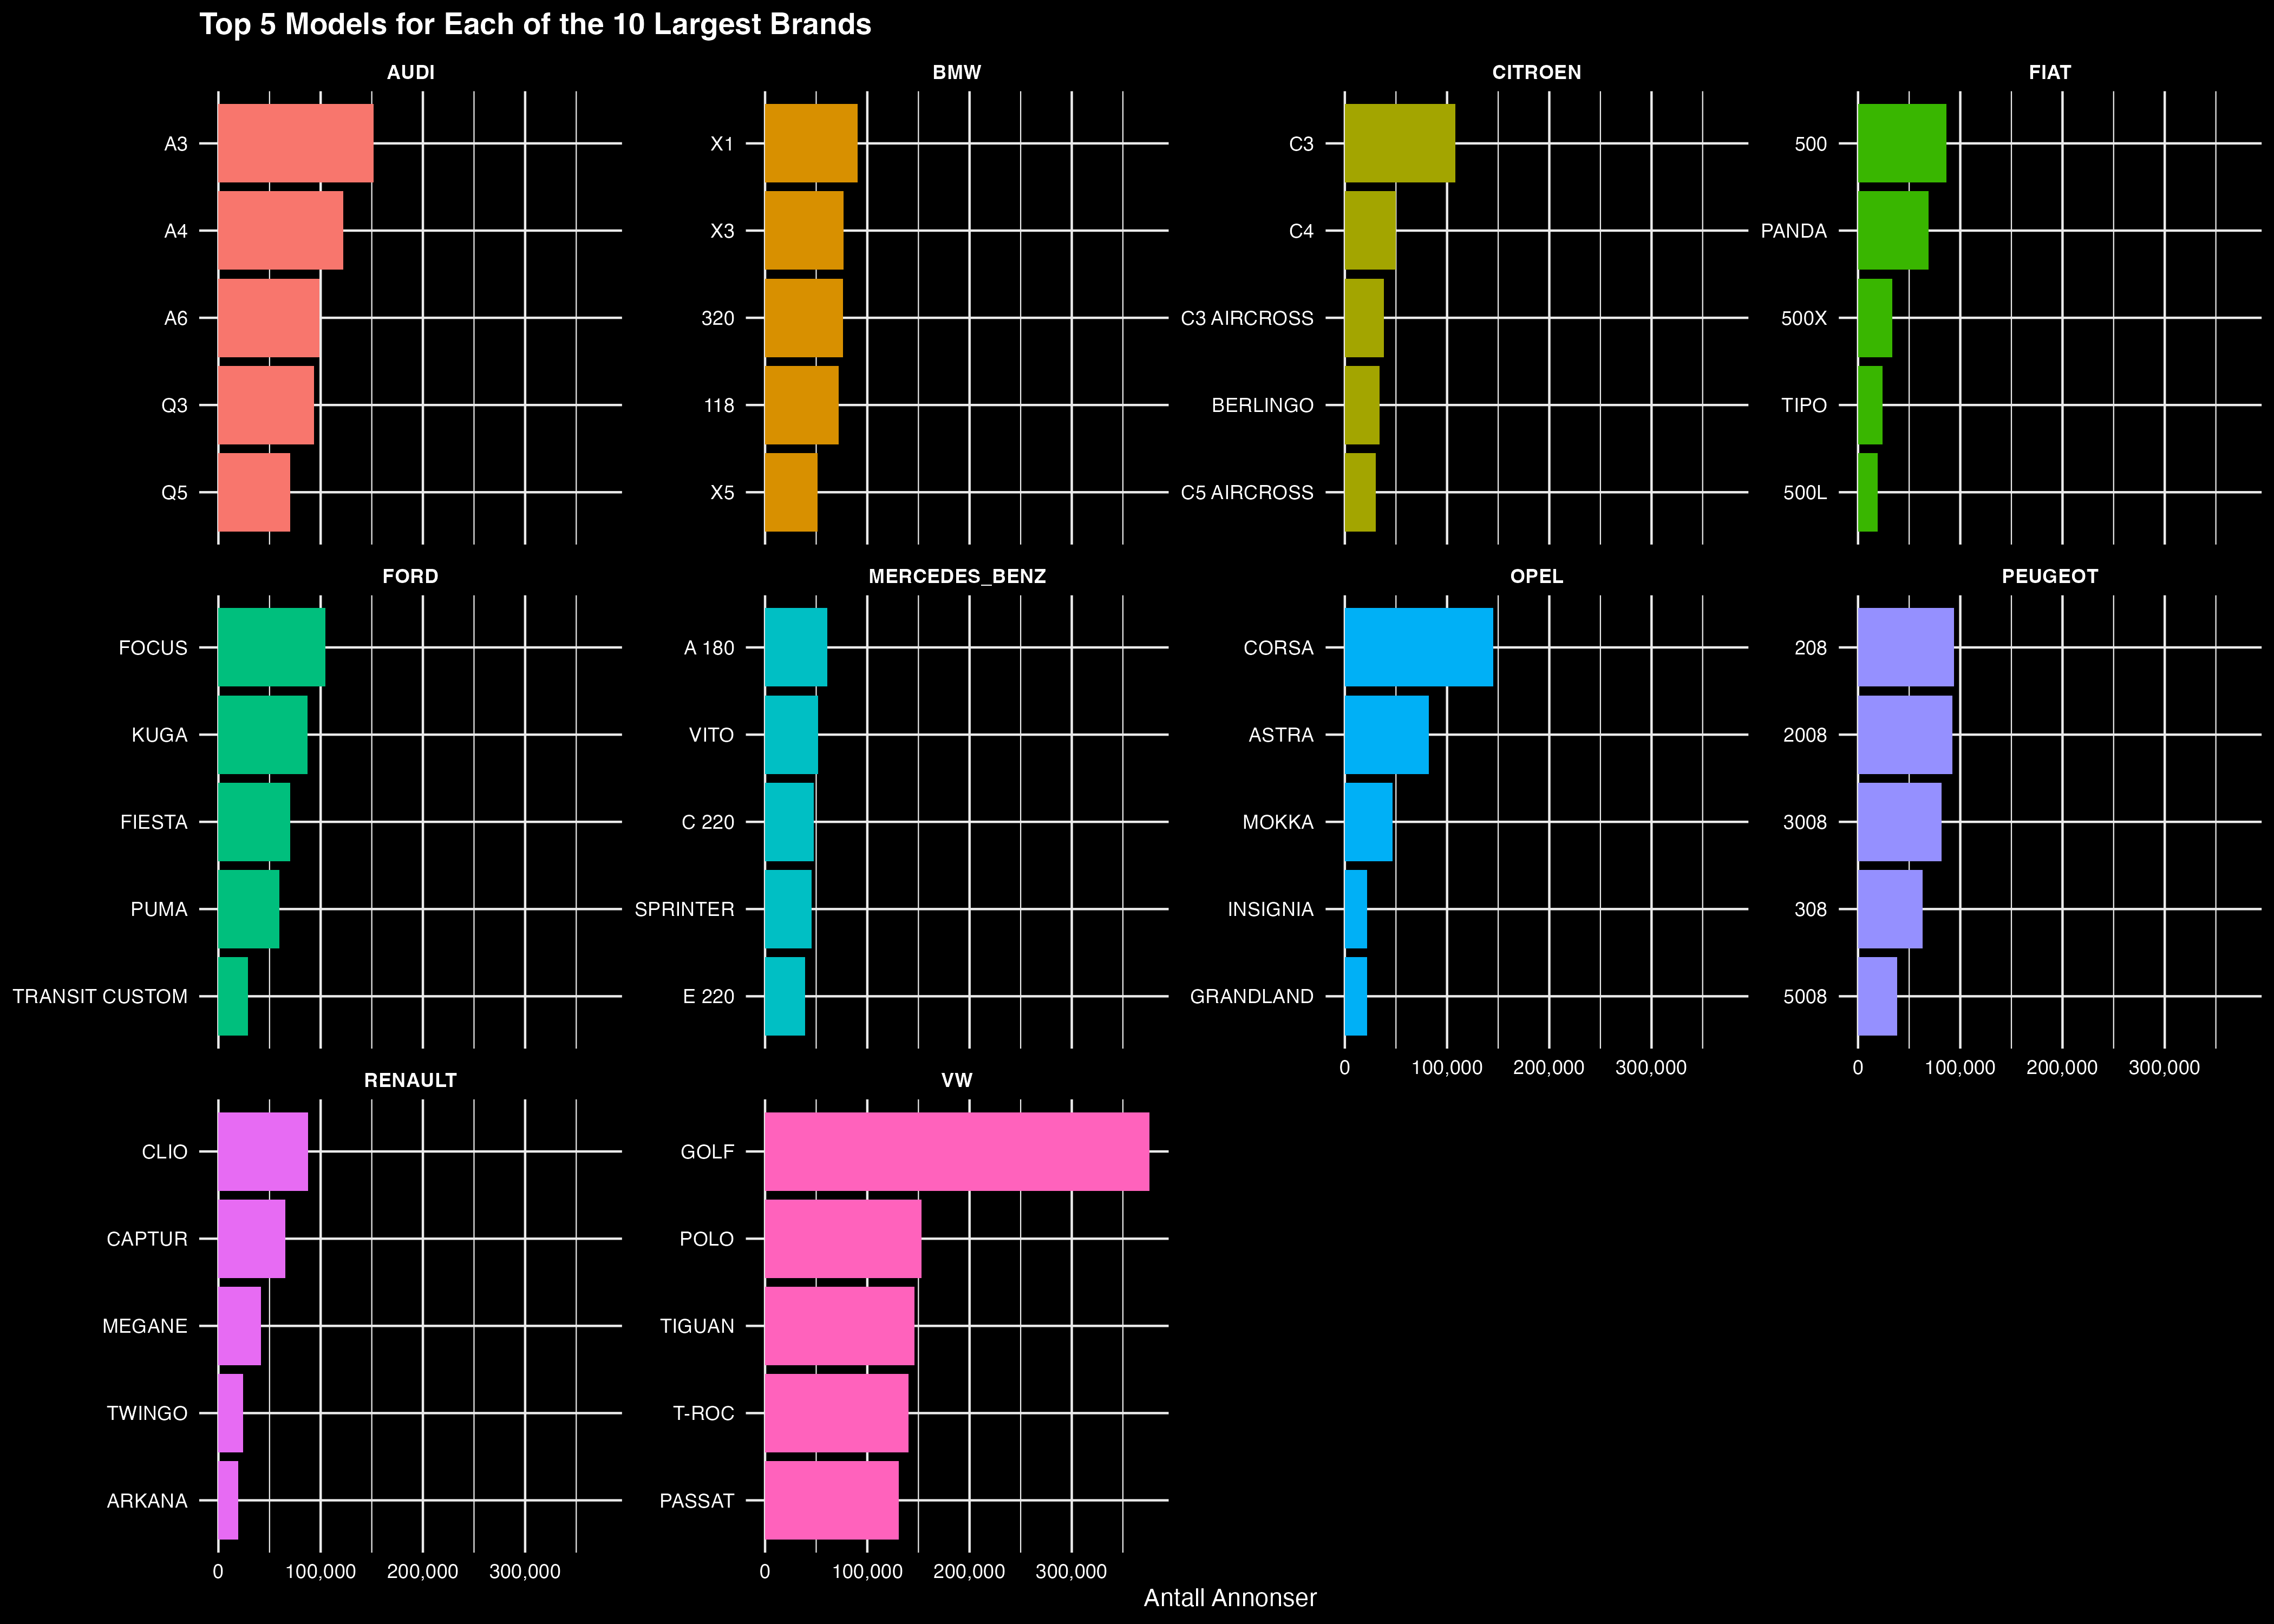 Top 5 Models for Each of the 10 Largest Brands
AUDI
A3
A4
A6
Q3
Q5
BMW
X1
X3
320
118
X5
CITROEN
C3
C4
C3 AIRCROSS
BERLINGO
C5 AIRCROSS
FIAT
500
PANDA
500X
TIPO
500L
FORD
FOCUS
KUGA
FIESTA
PUMA
TRANSIT CUSTOM
MERCEDES_BENZ
A 180
VITO
C 220
SPRINTER
E 220
OPEL
CORSA
ASTRA
MOKKA
INSIGNIA
GRANDLAND
0 100,000 200,000 300,000
PEUGEOT
208
2008
3008
308
5008
0 100,000 200,000 300,000
RENAULT
CLIO
CAPTUR
MEGANE
TWINGO
ARKANA
0 100,000 200,000 300,000
VW
GOLF
POLO
TIGUAN
T-ROC
PASSAT
0 100,000 200,000 300,000
Antall Annonser